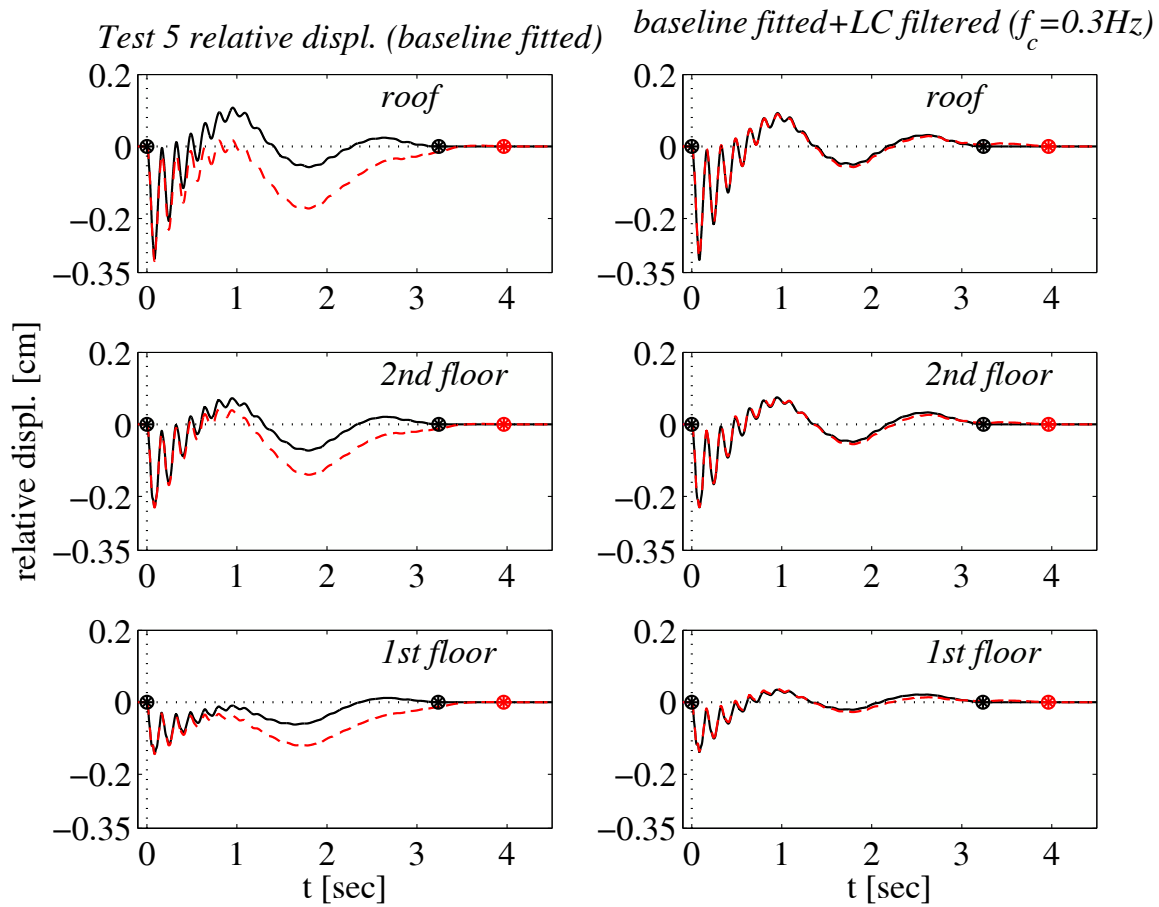 Test 5 relative displ. (baseline fitted)
baseline fitted+LC filtered (f_c=0.3Hz)
0.2
0
−0.2
−0.35
roof
0 1 2 3 4
0.2
0
−0.2
−0.35
roof
0 1 2 3 4
relative displ. [cm]
0.2
0
−0.2
−0.35
2nd floor
0 1 2 3 4
0.2
0
−0.2
−0.35
2nd floor
0 1 2 3 4
0.2
0
−0.2
−0.35
1st floor
0 1 2 3 4
t [sec]
0.2
0
−0.2
−0.35
1st floor
0 1 2 3 4
t [sec]